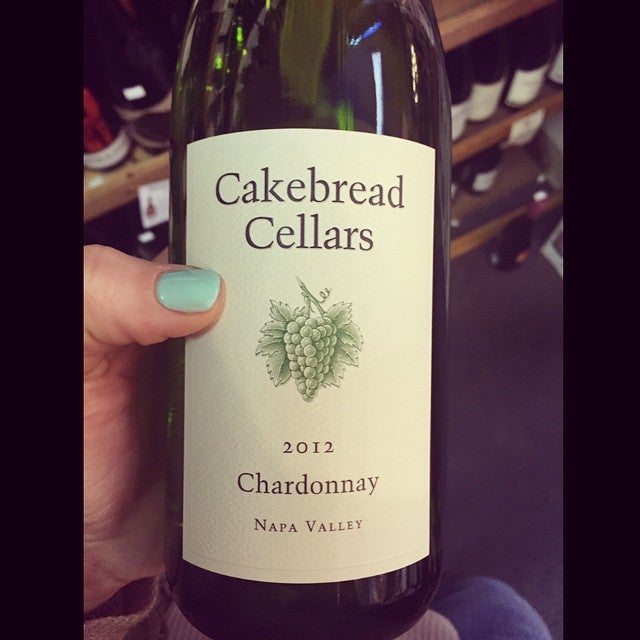 Cakebread
Cellars
2012
Chardonnay
NAPA VALLEY